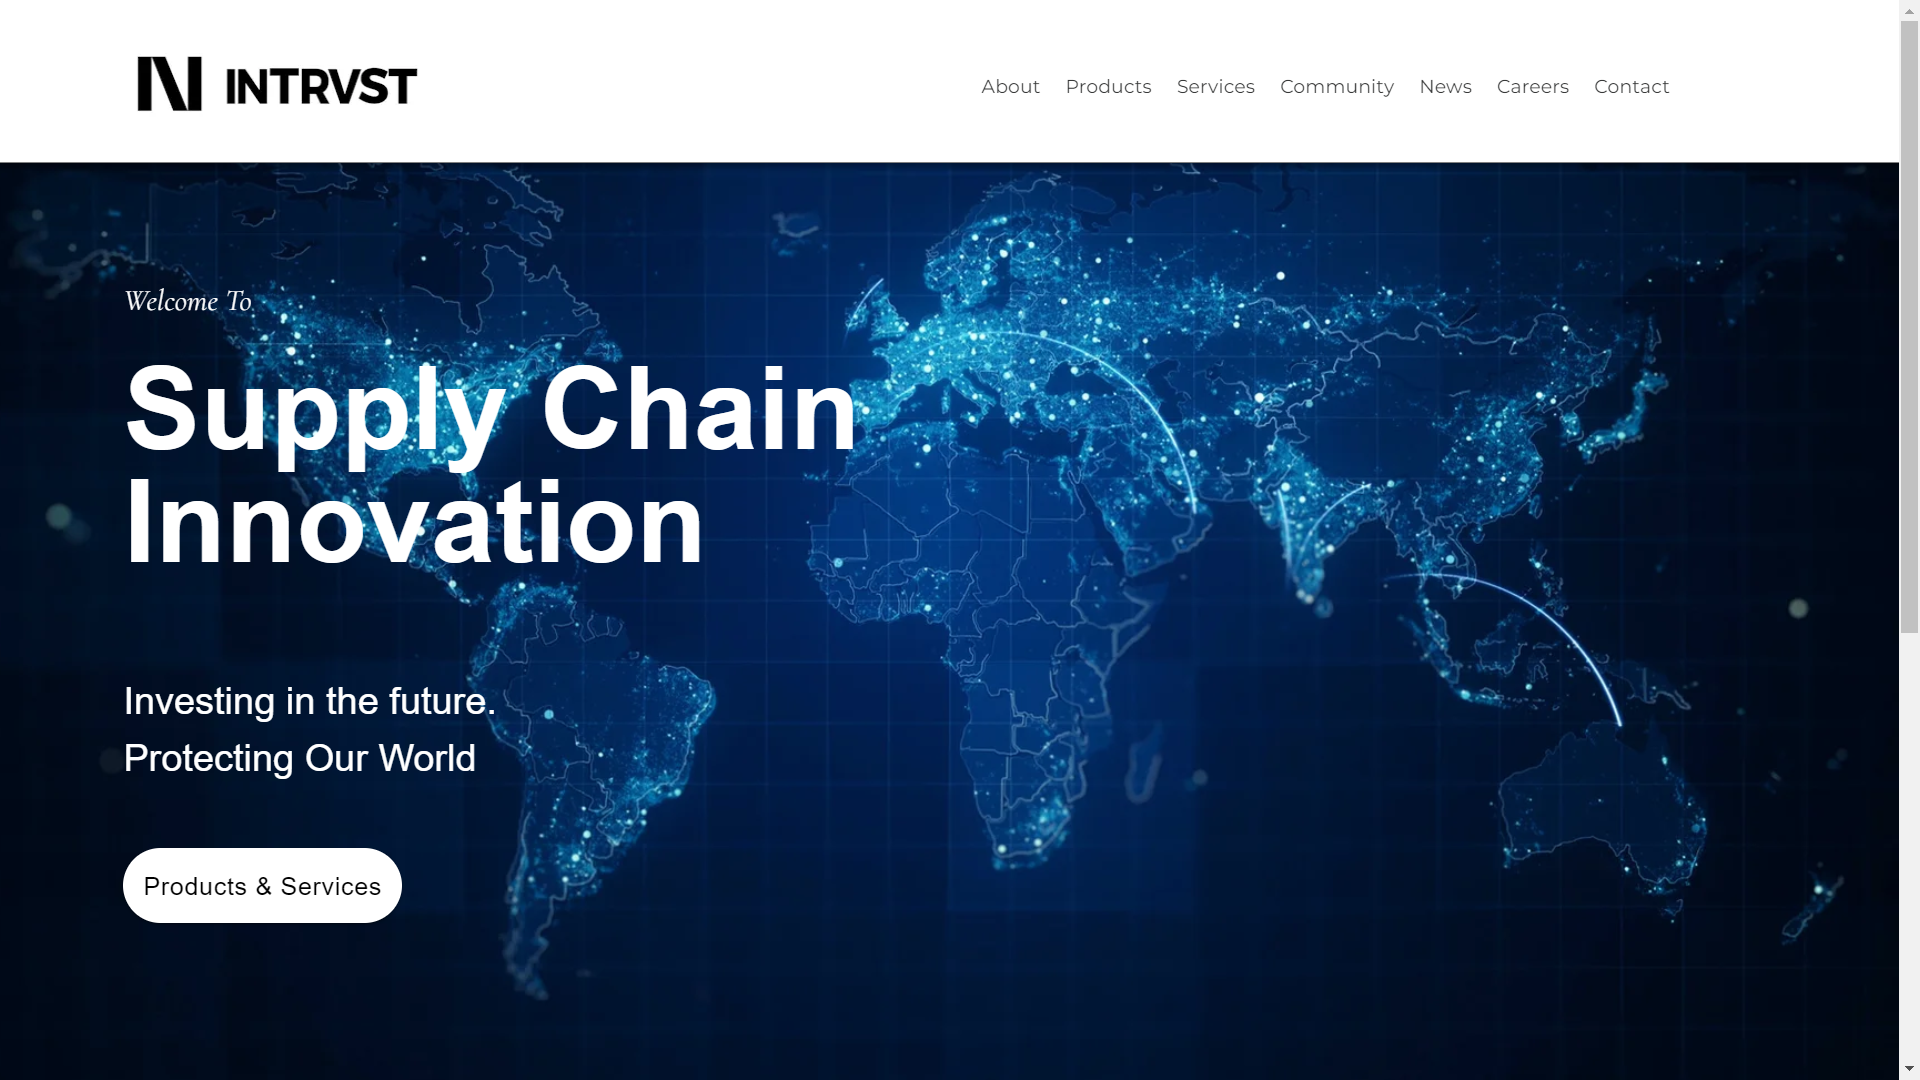 INTRVST
About Products Services Community News Careers Contact
Welcome To
Supply Chain
Innovation
Investing in the future.
Protecting Our World
Products & Services